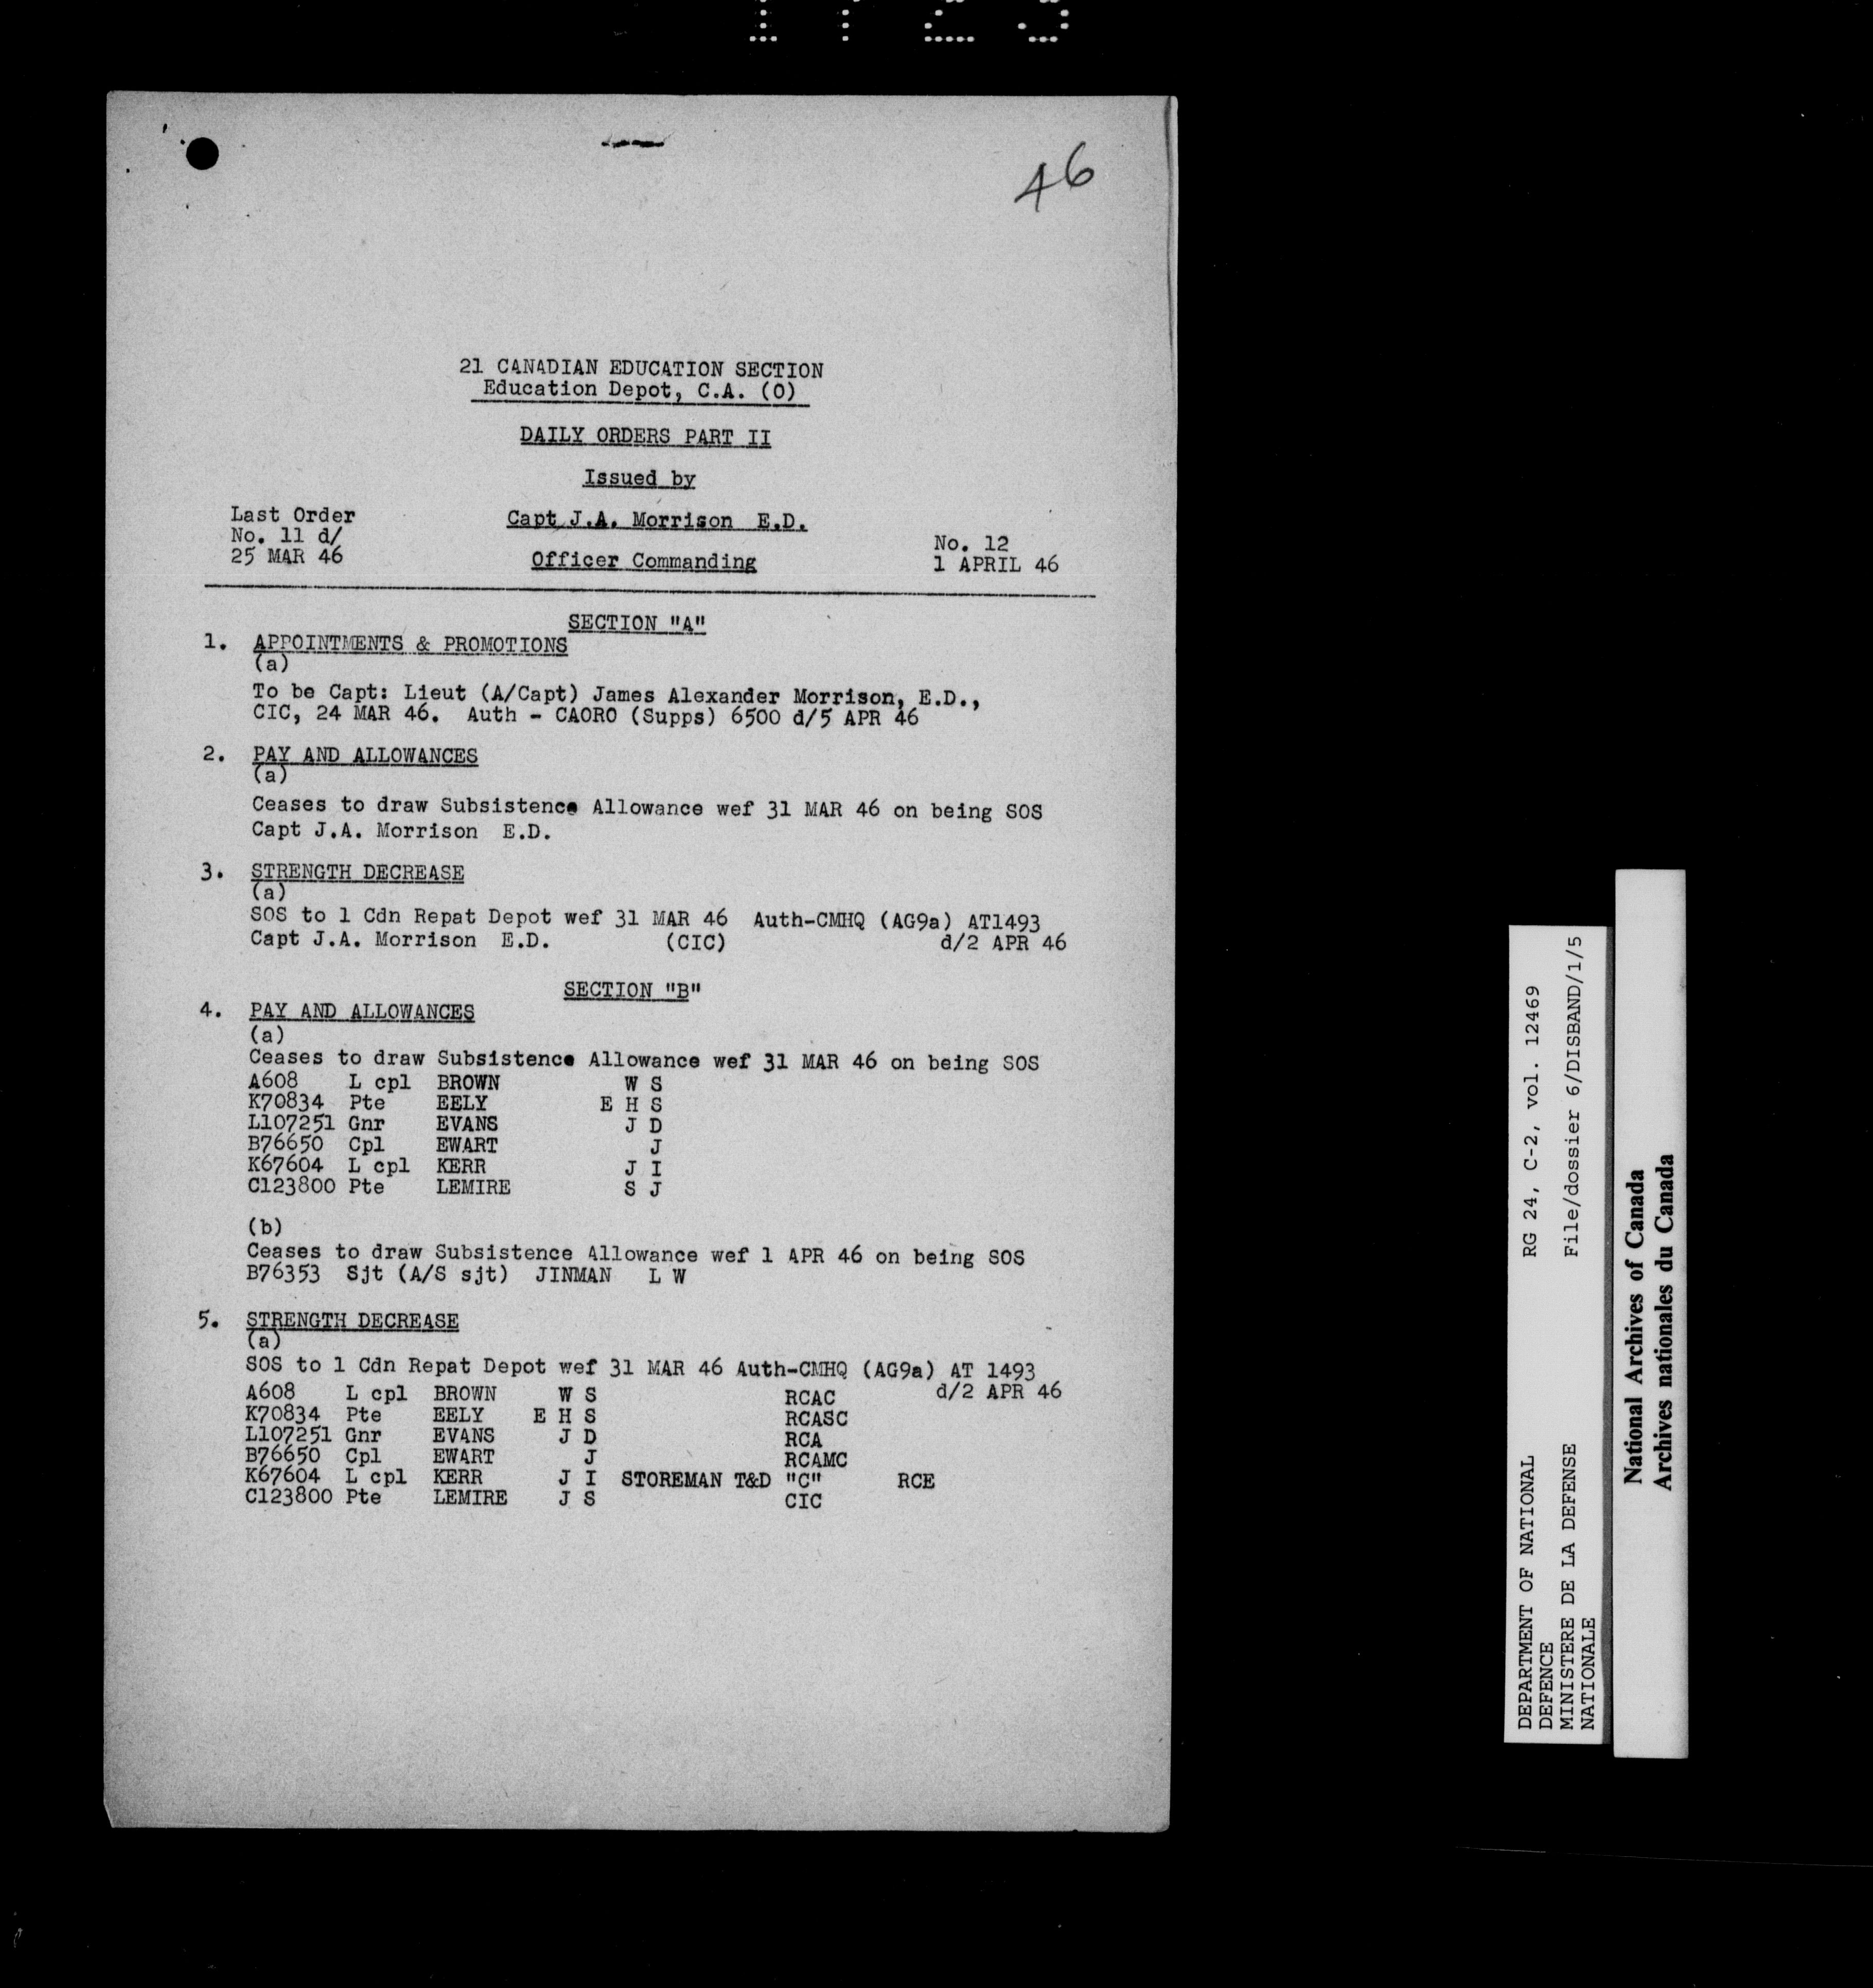 46
21 CANADIAN EDUCATION SECTION
Education Depot, C.A. (O)
DAILY ORDERS PART II
Issued by
Last Order
No. 11 d/
25 MAR 46
Capt J.A. Morrison E.D.
Officer Commanding
No. 12
1 APRIL 46
SECTION "A"
1. APPOINTMENTS & PROMOTIONS
(a)
To be Capt: Lieut (A/Capt) James Alexander Morrison, E.D.,
CIC, 24 MAR 46. Auth - CAORO (Supps) 6500 d/5 APR 46
2. PAY AND ALLOWANCES
(a)
Ceases to draw Subsistence Allowance wef 31 MAR 46 on being SOS
Capt J.A. Morrison E.D.
3. STRENGTH DECREASE
(a)
SOS to 1 Cdn Repat Depot wef 31 MAR 46 Auth-CMHQ (AG9a) AT1493
Capt J.A. Morrison E.D. (CIC) d/2 APR 46
SECTION "B"
4. PAY AND ALLOWANCES
(a)
Ceases to draw Subsistence Allowance wef 31 MAR 46 on being SOS
A608 L cpl BROWN W S
K70834 Pte EELY E H S
L107251 Gnr EVANS J D
B76650 Cpl EWART J
K67604 L cpl KERR J I
C123800 Pte LEMIRE S J
(b)
Ceases to draw Subsistence Allowance wef 1 APR 46 on being SOS
B76353 Sjt (A/S sjt) JINMAN L W
5. STRENGTH DECREASE
(a)
SOS to 1 Cdn Repat Depot wef 31 MAR 46 Auth-CMHQ (AG9a) AT 1493
A608 L cpl BROWN W S RCAC d/2 APR 46
K70834 Pte EELY E H S RCASC
L107251 Gnr EVANS J D RCA
B76650 Cpl EWART J RCAMC
K67604 L cpl KERR J I STOREMAN T&D "C" RCE
C123800 Pte LEMIRE J S CIC
DEPARTMENT OF NATIONAL RG 24, C-2, vol. 12469
DEFENCE
MINISTERE DE LA DEFENSE File/dossier 6/DISBAND/1/5
NATIONALE
National Archives of Canada
Archives nationales du Canada